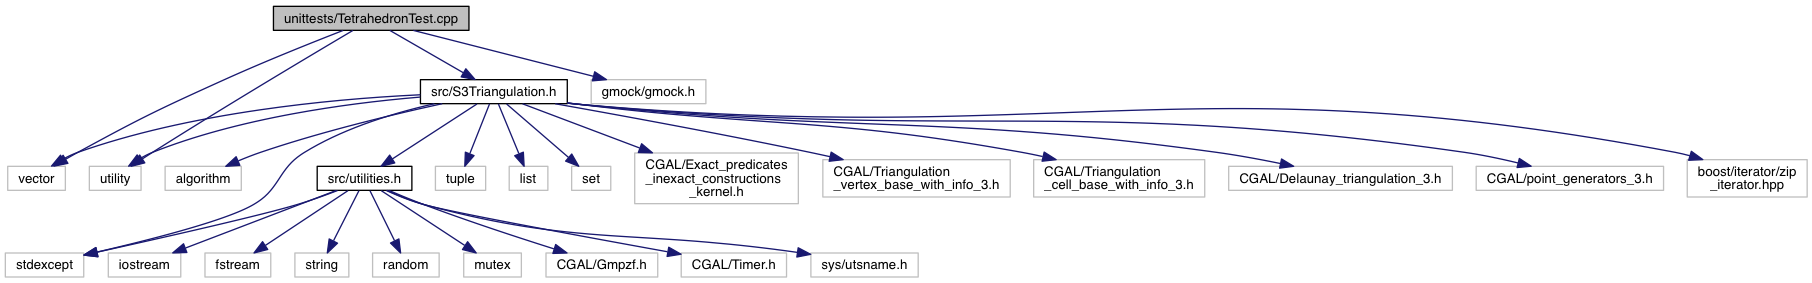 unittests/TetrahedronTest.cpp
src/S3Triangulation.h
gmock/gmock.h
vector
utility
algorithm
src/utilities.h
tuple
list
set
CGAL/Exact_predicates
_inexact_constructions
_kernel.h
CGAL/Triangulation
_vertex_base_with_info_3.h
CGAL/Triangulation
_cell_base_with_info_3.h
CGAL/Delaunay_triangulation_3.h
CGAL/point_generators_3.h
boost/iterator/zip
_iterator.hpp
stdexcept
iostream
fstream
string
random
mutex
CGAL/Gmpzf.h
CGAL/Timer.h
sys/utsname.h